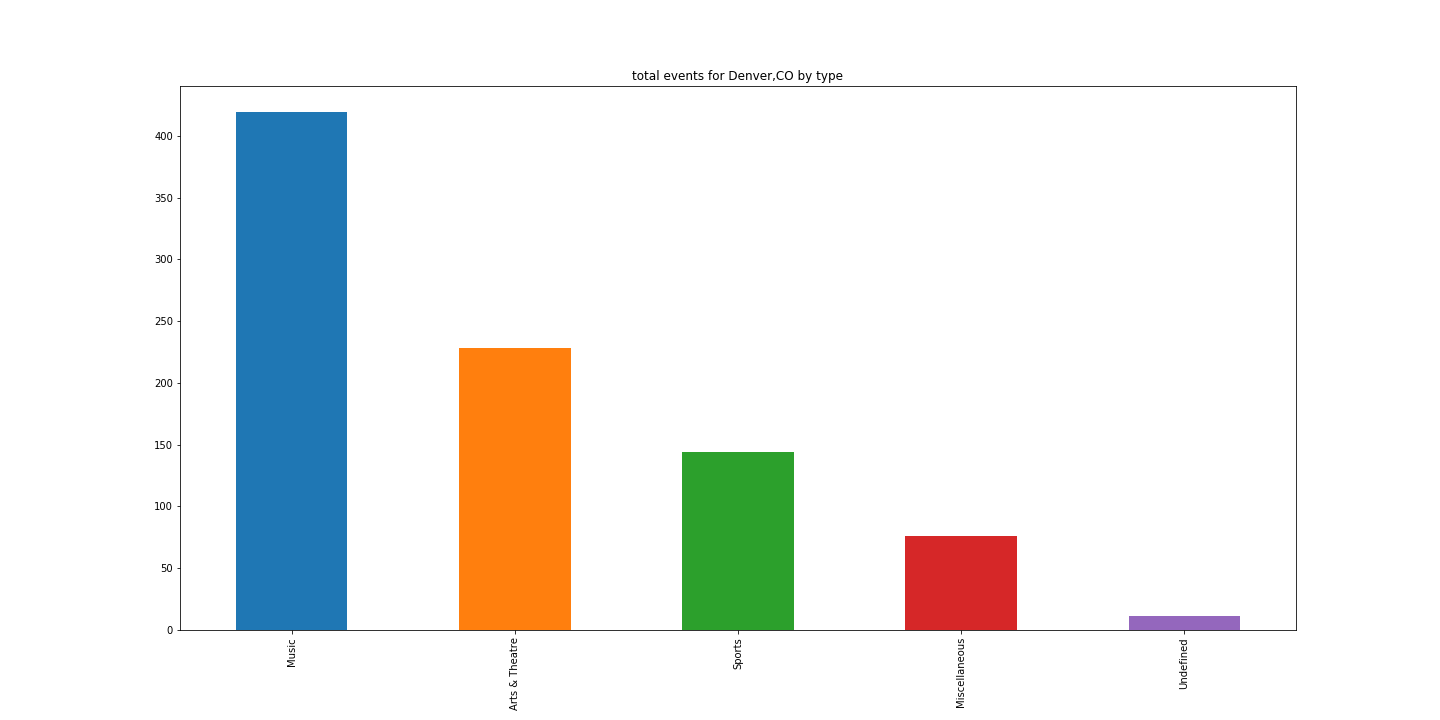 total events for Denver,CO by type
400
350
300
250
200
150
100
50
0
Music
Arts & Theatre
Sports
Miscellaneous
Undefined